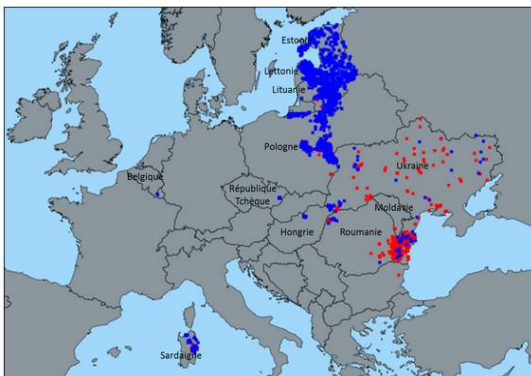 Estonie
Lettonie
Lituanie
Pologne
Belgique
République
Tchèque
Ukraine
Moldavie
Hongrie
Roumanie
Sardaigne